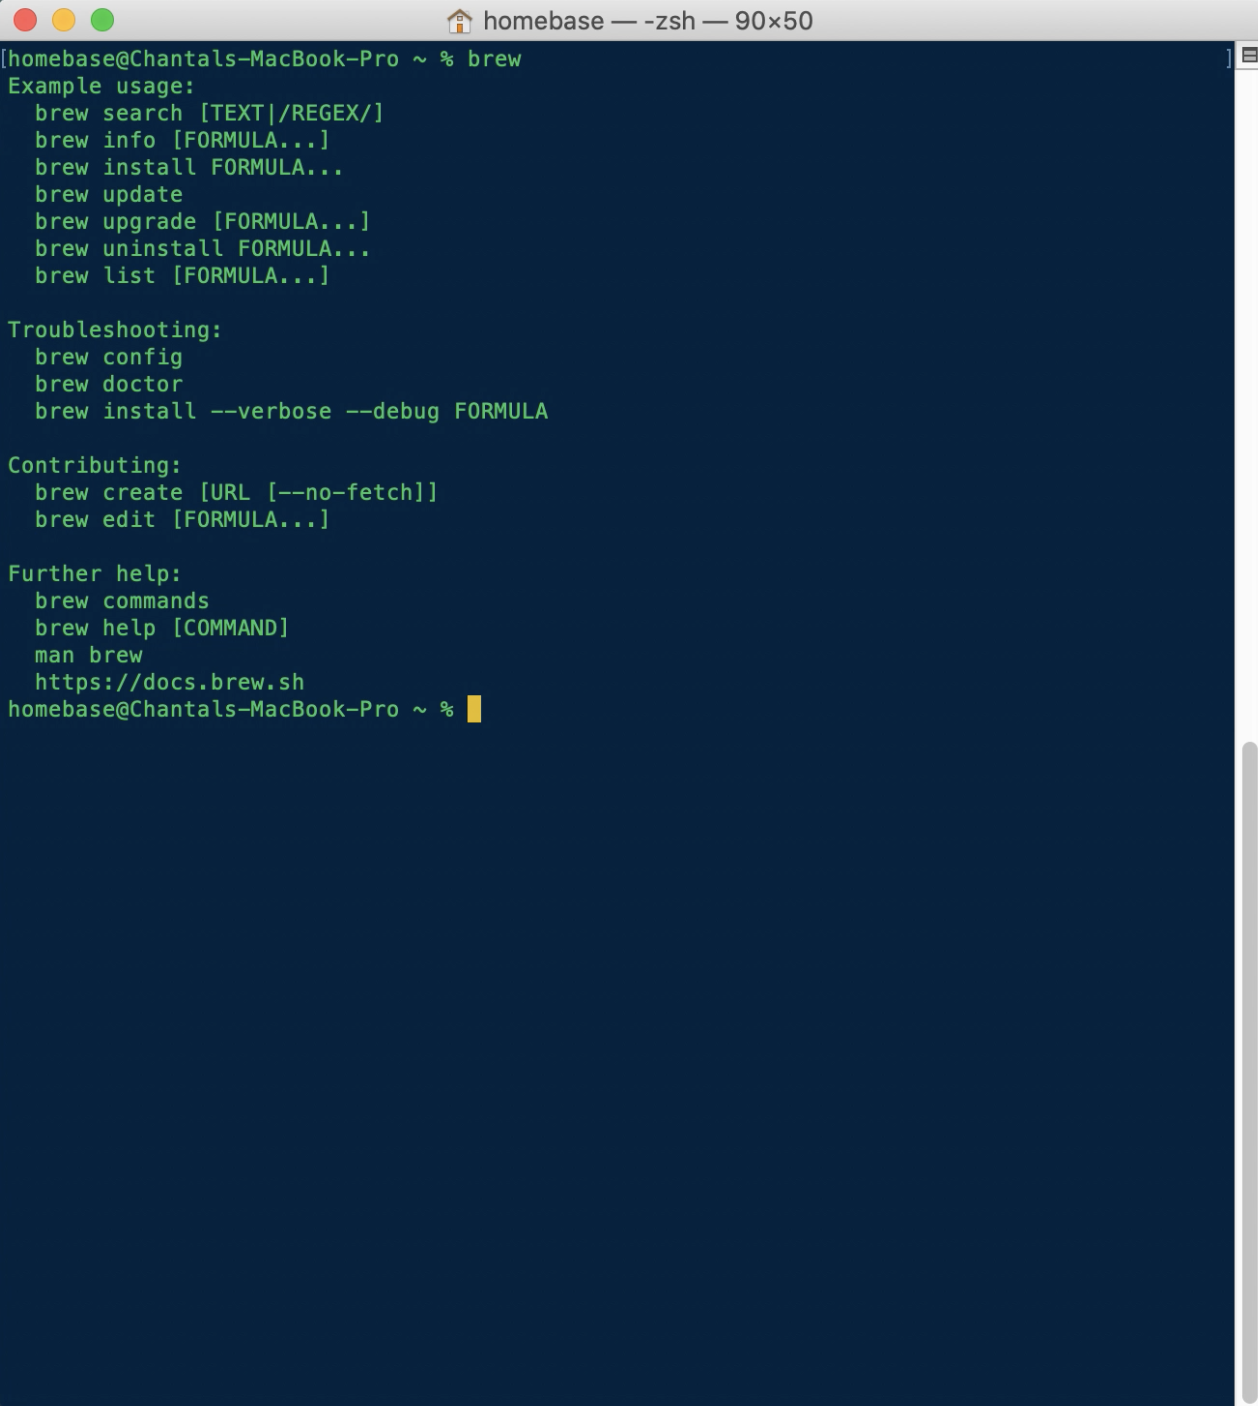 homebase — -zsh — 90×50
[homebase@Chantals-MacBook-Pro ~ % brew ]
Example usage:
  brew search [TEXT|/REGEX/]
  brew info [FORMULA...]
  brew install FORMULA...
  brew update
  brew upgrade [FORMULA...]
  brew uninstall FORMULA...
  brew list [FORMULA...]

Troubleshooting:
  brew config
  brew doctor
  brew install --verbose --debug FORMULA

Contributing:
  brew create [URL [--no-fetch]]
  brew edit [FORMULA...]

Further help:
  brew commands
  brew help [COMMAND]
  man brew
  https://docs.brew.sh
homebase@Chantals-MacBook-Pro ~ %